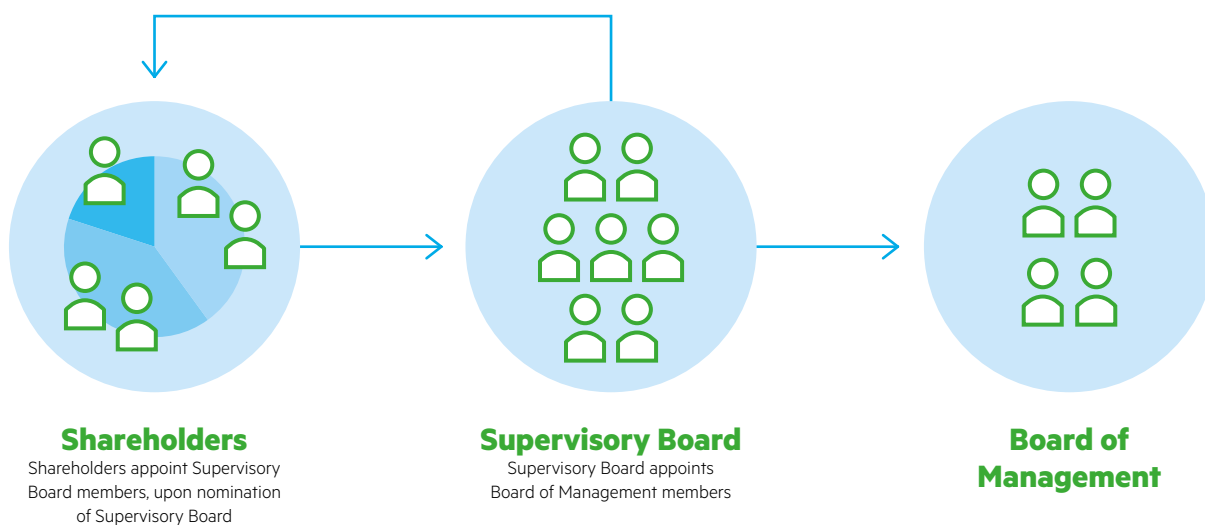 Shareholders
Shareholders appoint Supervisory
Board members, upon nomination
of Supervisory Board
Supervisory Board
Supervisory Board appoints
Board of Management members
Board of
Management